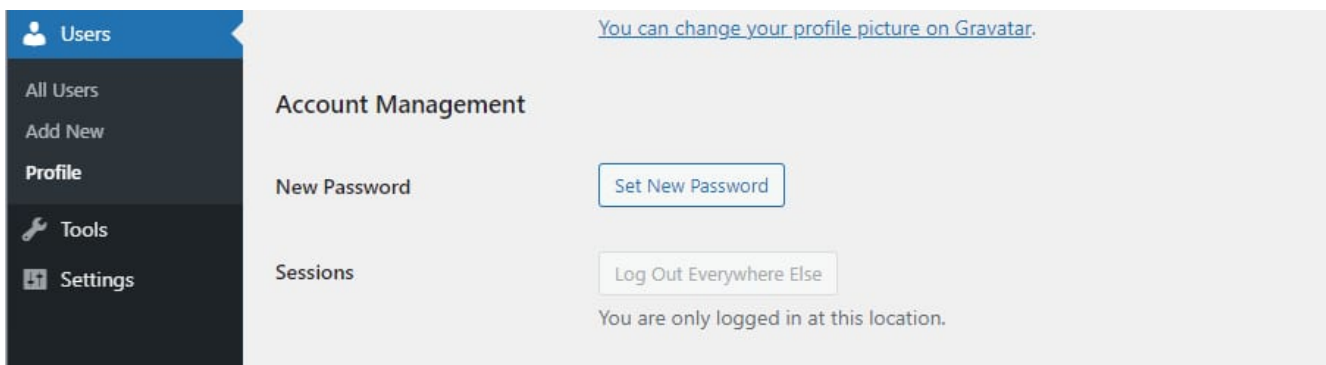 Users
All Users
Add New
Profile
Tools
Settings
You can change your profile picture on Gravatar.
Account Management
New Password
Set New Password
Sessions
Log Out Everywhere Else
You are only logged in at this location.